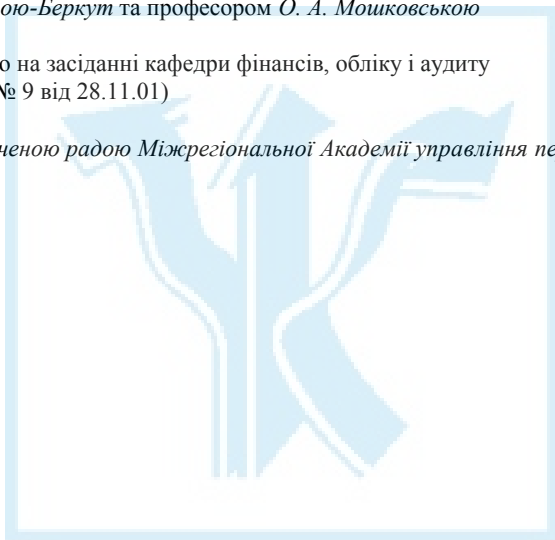 ою-Беркут та професором О. А. Мошковською
о на засіданні кафедри фінансів, обліку і аудиту
№ 9 від 28.11.01)
ченою радою Міжрегіональної Академії управління пе